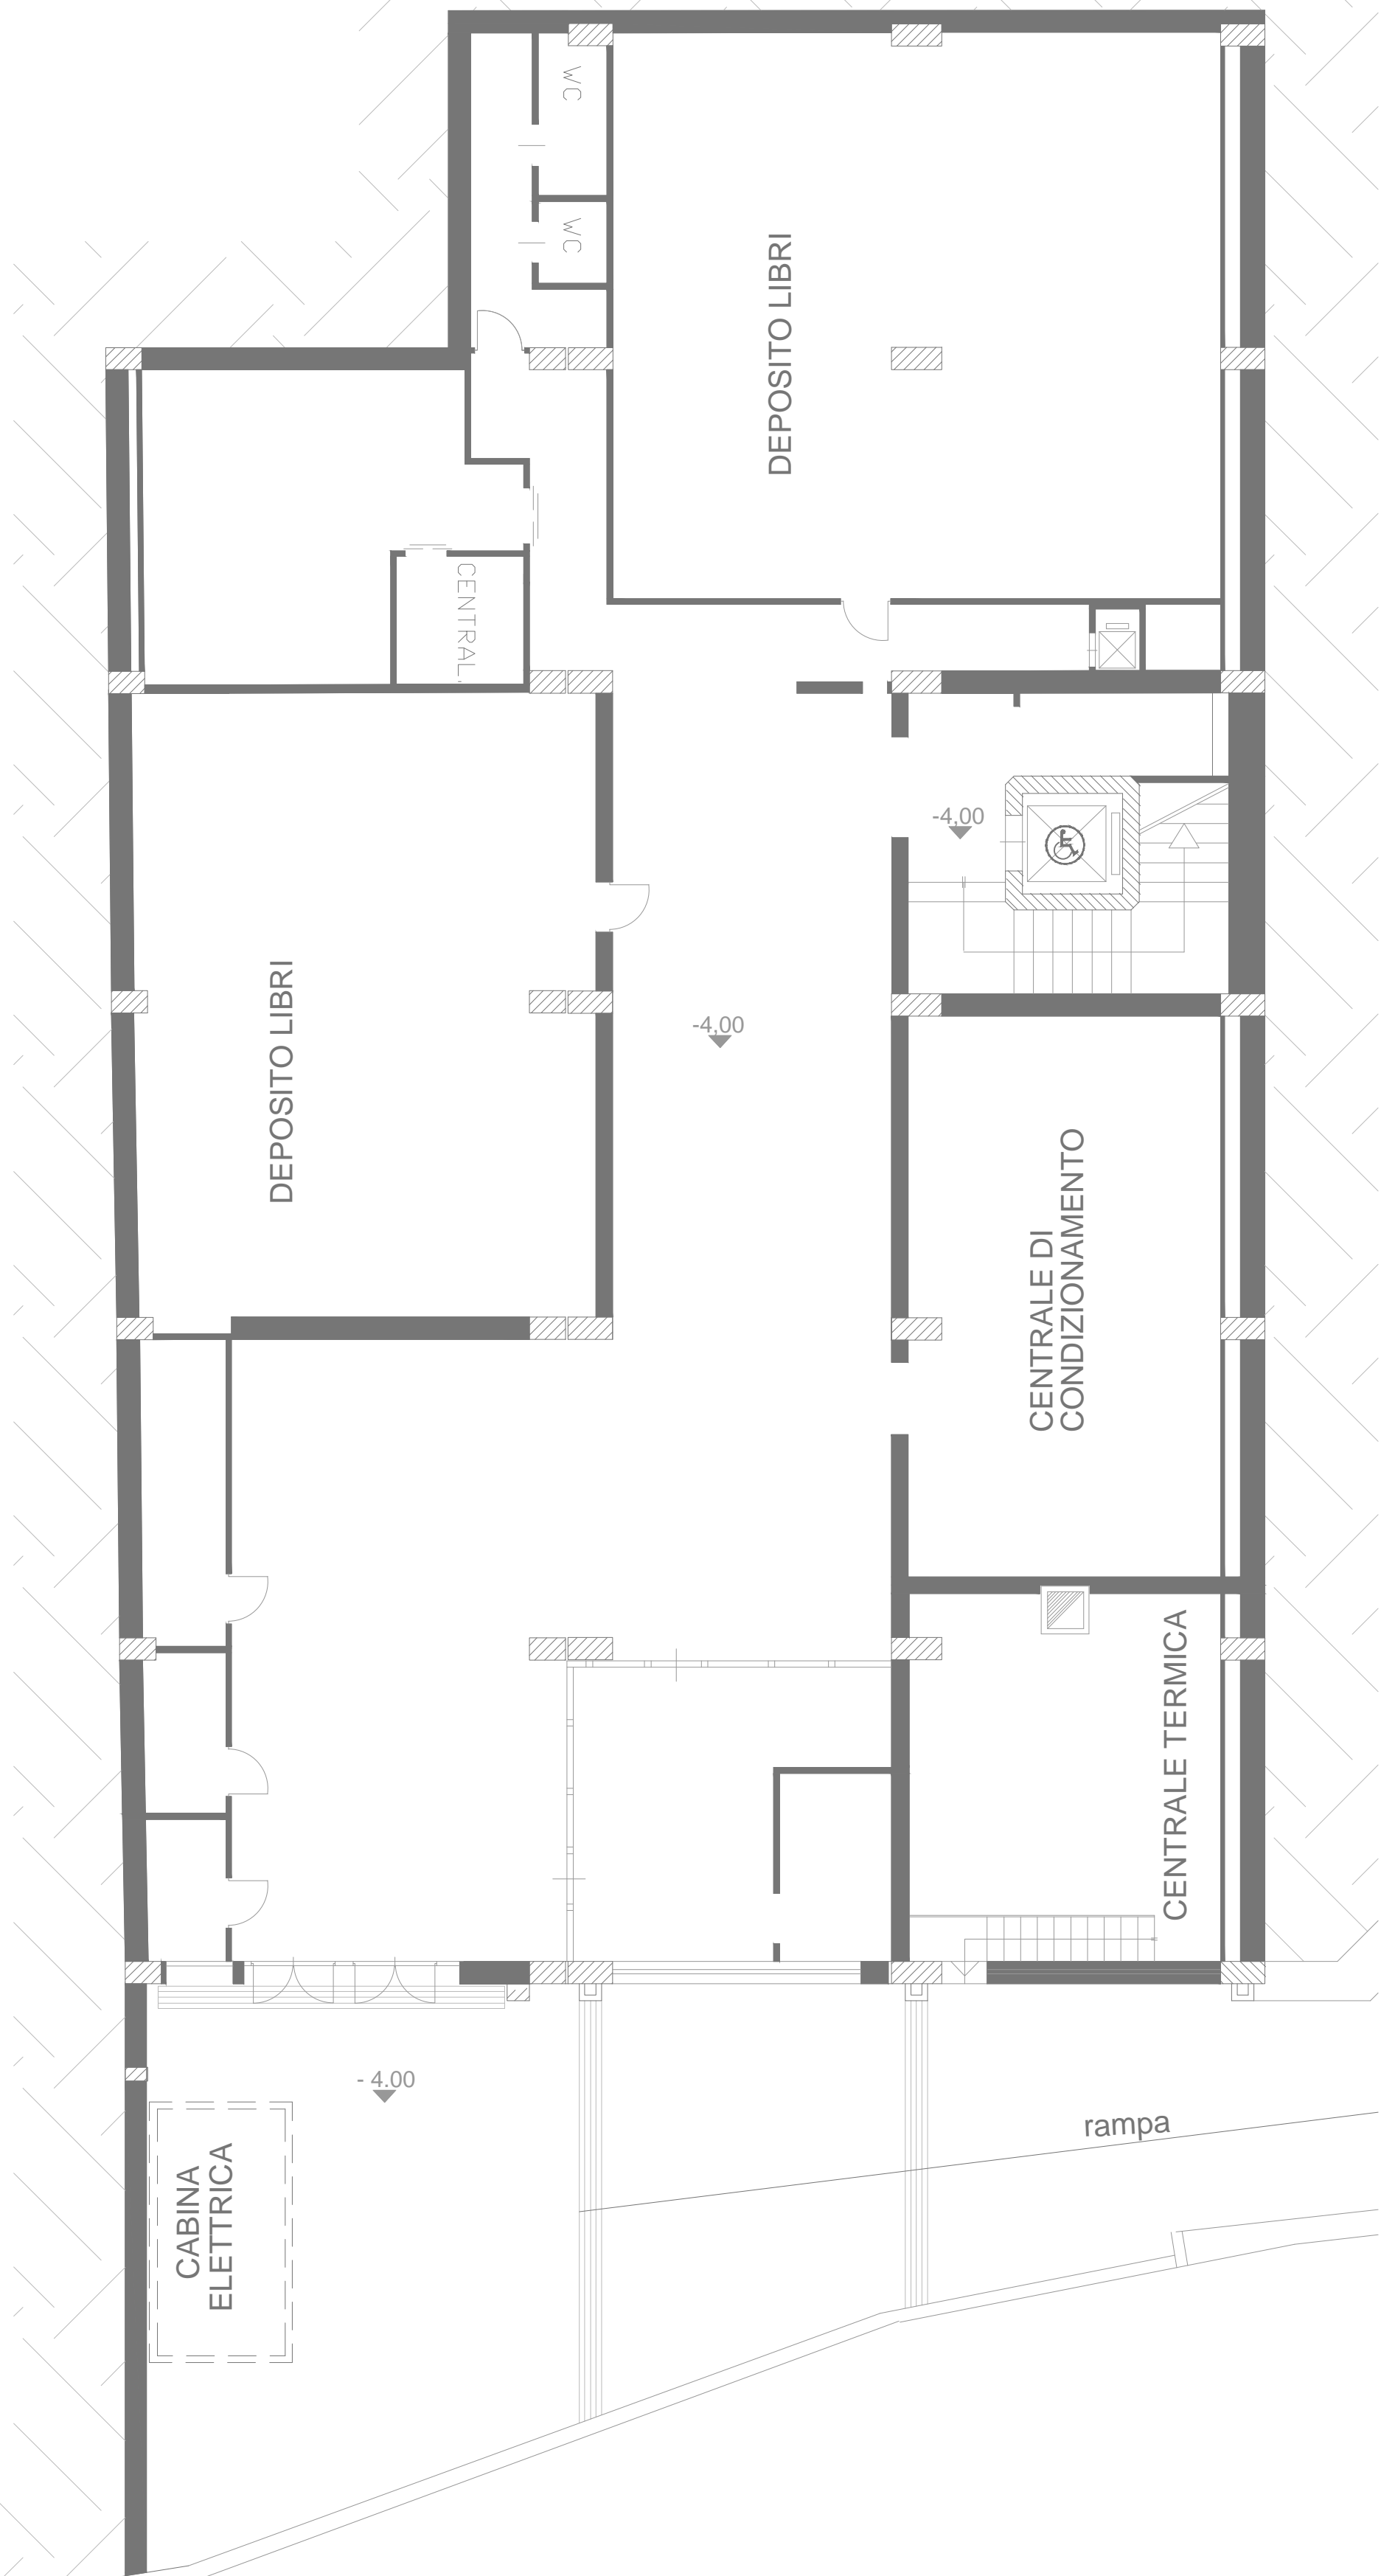 WC
WC
DEPOSITO LIBRI
CENTRAL.
-4,00
DEPOSITO LIBRI
-4,00
CENTRALE DI
CONDIZIONAMENTO
CENTRALE TERMICA
- 4.00
rampa
CABINA
ELETTRICA